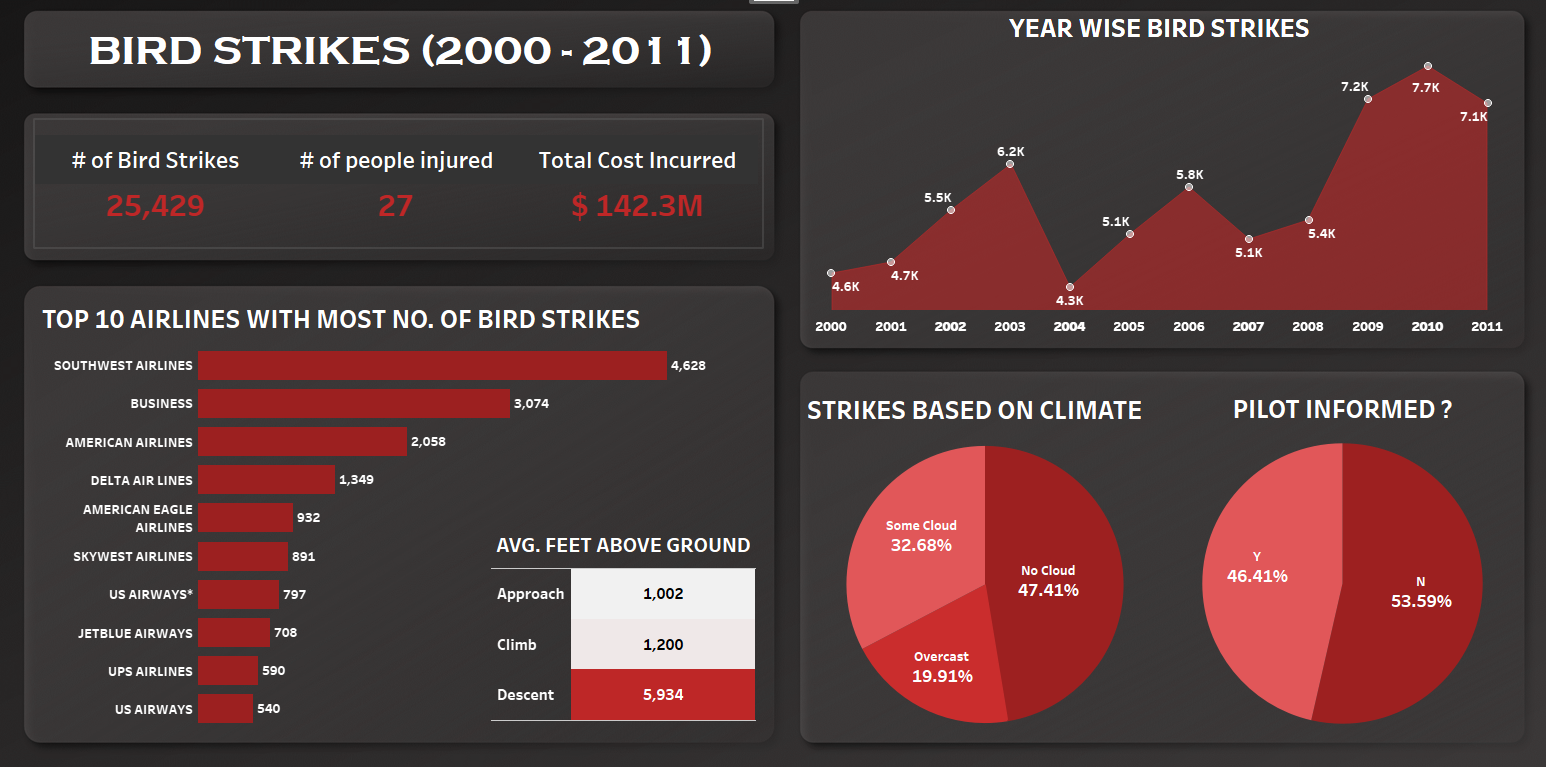 BIRD STRIKES (2000 - 2011)
# of Bird Strikes
25,429
# of people injured
27
Total Cost Incurred
$ 142.3M
TOP 10 AIRLINES WITH MOST NO. OF BIRD STRIKES
SOUTHWEST AIRLINES 4,628
BUSINESS 3,074
AMERICAN AIRLINES 2,058
DELTA AIR LINES 1,349
AMERICAN EAGLE
AIRLINES 932
SKYWEST AIRLINES 891
US AIRWAYS* 797
JETBLUE AIRWAYS 708
UPS AIRLINES 590
US AIRWAYS 540
AVG. FEET ABOVE GROUND
Approach 1,002
Climb 1,200
Descent 5,934
YEAR WISE BIRD STRIKES
4.6K
4.7K
5.5K
6.2K
4.3K
5.1K
5.8K
5.1K
5.4K
7.2K
7.7K
7.1K
2000 2001 2002 2003 2004 2005 2006 2007 2008 2009 2010 2011
STRIKES BASED ON CLIMATE
Some Cloud
32.68%
No Cloud
47.41%
Overcast
19.91%
PILOT INFORMED ?
Y
46.41%
N
53.59%